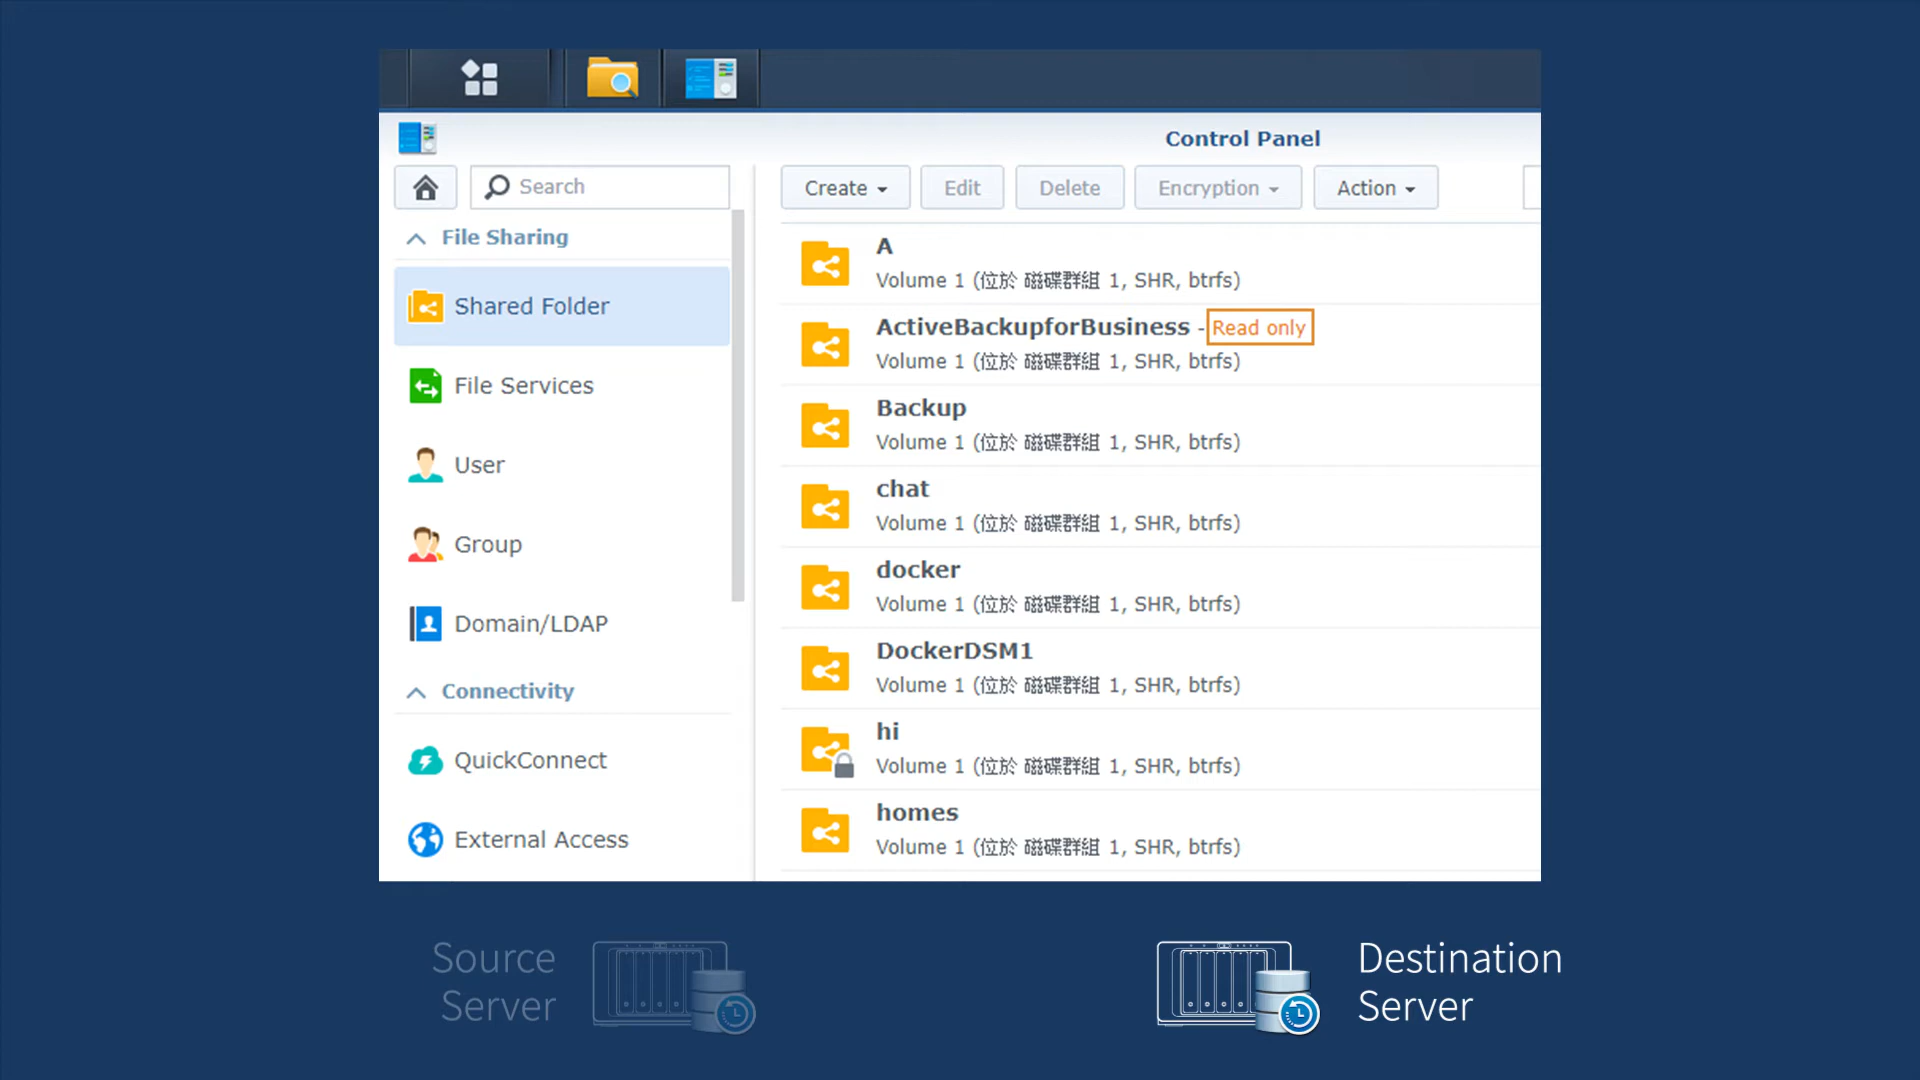 Control Panel
Search
Create
Edit
Delete
Encryption
Action
File Sharing
Shared Folder
File Services
User
Group
Domain/LDAP
Connectivity
QuickConnect
External Access
A
Volume 1 (位於 磁碟群組 1, SHR, btrfs)
ActiveBackupforBusiness - Read only
Volume 1 (位於 磁碟群組 1, SHR, btrfs)
Backup
Volume 1 (位於 磁碟群組 1, SHR, btrfs)
chat
Volume 1 (位於 磁碟群組 1, SHR, btrfs)
docker
Volume 1 (位於 磁碟群組 1, SHR, btrfs)
DockerDSM1
Volume 1 (位於 磁碟群組 1, SHR, btrfs)
hi
Volume 1 (位於 磁碟群組 1, SHR, btrfs)
homes
Volume 1 (位於 磁碟群組 1, SHR, btrfs)
Source
Server
Destination
Server